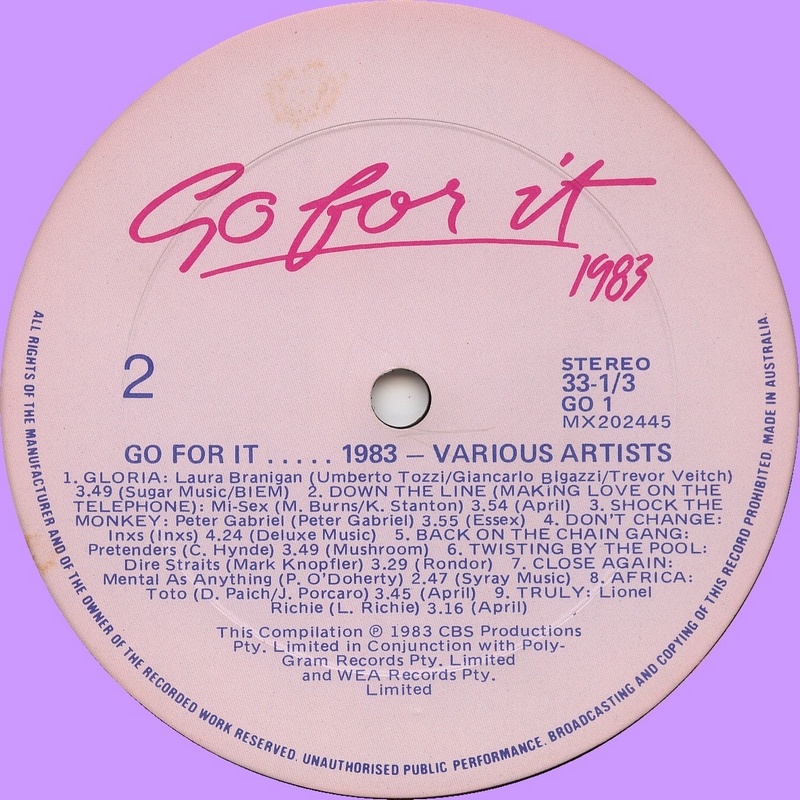 Go for it
1983
2
STEREO
33-1/3
GO 1
MX202445
GO FOR IT ..... 1983 — VARIOUS ARTISTS
1. GLORIA: Laura Branigan (Umberto Tozzi/Giancarlo Bigazzi/Trevor Veitch)
3.49 (Sugar Music/BIEM) 2. DOWN THE LINE (MAKING LOVE ON THE
TELEPHONE): Mi-Sex (M. Burns/K. Stanton) 3.54 (April) 3. SHOCK THE
MONKEY: Peter Gabriel (Peter Gabriel) 3.55 (Essex) 4. DON'T CHANGE:
Inxs (Inxs) 4.24 (Deluxe Music) 5. BACK ON THE CHAIN GANG:
Pretenders (C. Hynde) 3.49 (Mushroom) 6. TWISTING BY THE POOL:
Dire Straits (Mark Knopfler) 3.29 (Rondor) 7. CLOSE AGAIN:
Mental As Anything (P. O'Doherty) 2.47 (Syray Music) 8. AFRICA:
Toto (D. Paich/J. Porcaro) 3.45 (April) 9. TRULY: Lionel
Richie (L. Richie) 3.16 (April)
This Compilation ℗ 1983 CBS Productions
Pty. Limited in Conjunction with Poly-
Gram Records Pty. Limited
and WEA Records Pty.
Limited
ALL RIGHTS OF THE MANUFACTURER AND OF THE OWNER OF THE RECORDED WORK RESERVED. UNAUTHORISED PUBLIC PERFORMANCE. BROADCASTING AND COPYING OF THIS RECORD PROHIBITED. MADE IN AUSTRALIA.